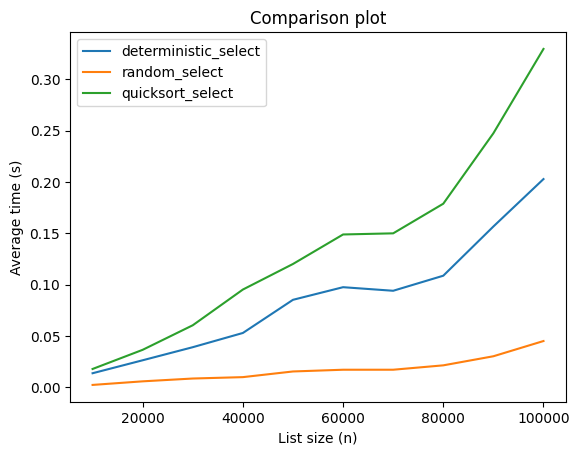 Comparison plot
deterministic_select
random_select
quicksort_select
Average time (s)
0.30
0.25
0.20
0.15
0.10
0.05
0.00
20000 40000 60000 80000 100000
List size (n)